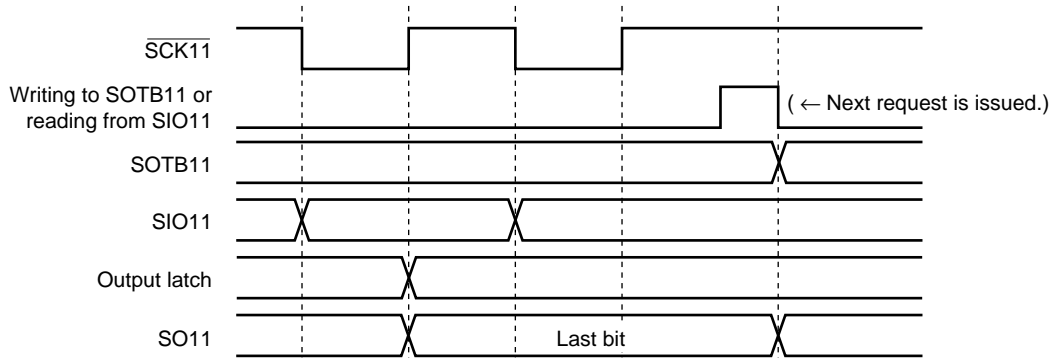 SCK11
Writing to SOTB11 or
reading from SIO11
( ← Next request is issued.)
SOTB11
SIO11
Output latch
SO11
Last bit